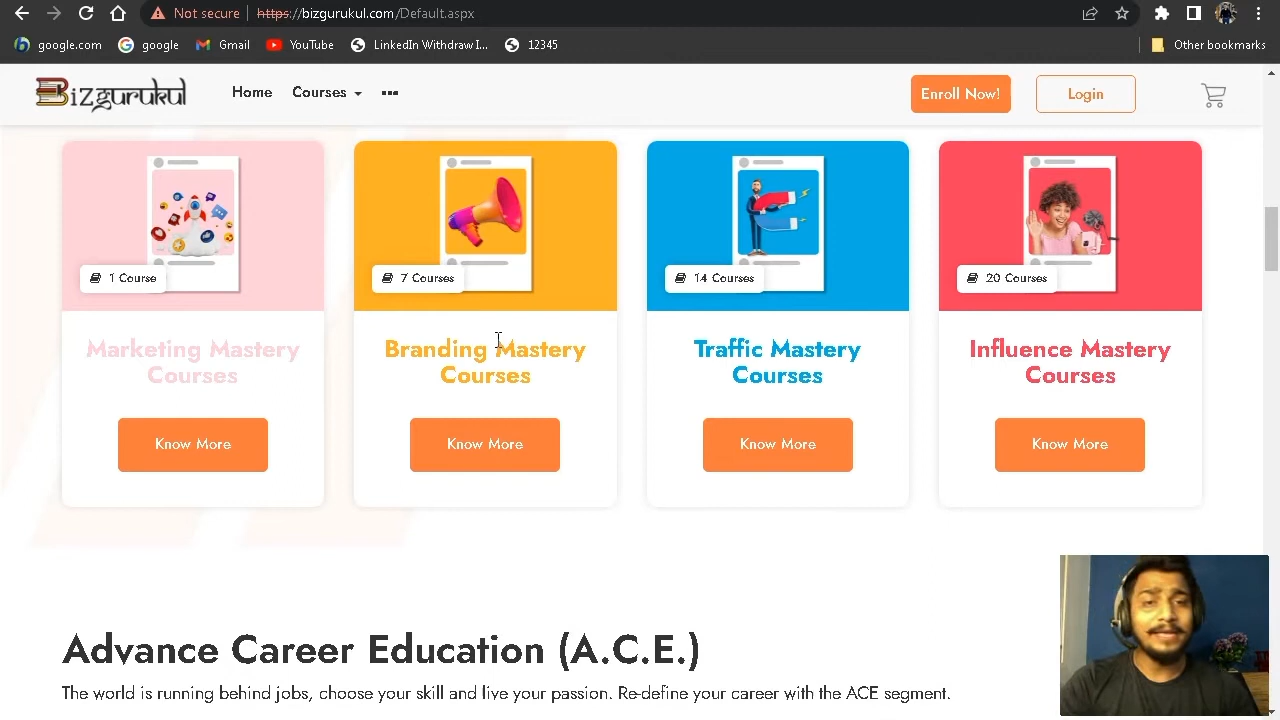 Not secure | https://bizgurukul.com/Default.aspx
google.com google Gmail YouTube LinkedIn Withdraw I... 12345 Other bookmarks
Bizgurukul Home Courses Enroll Now! Login
1 Course
7 Courses
14 Courses
20 Courses
Marketing Mastery
Courses
Branding Mastery
Courses
Traffic Mastery
Courses
Influence Mastery
Courses
Know More
Know More
Know More
Know More
Advance Career Education (A.C.E.)
The world is running behind jobs, choose your skill and live your passion. Re-define your career with the ACE segment.